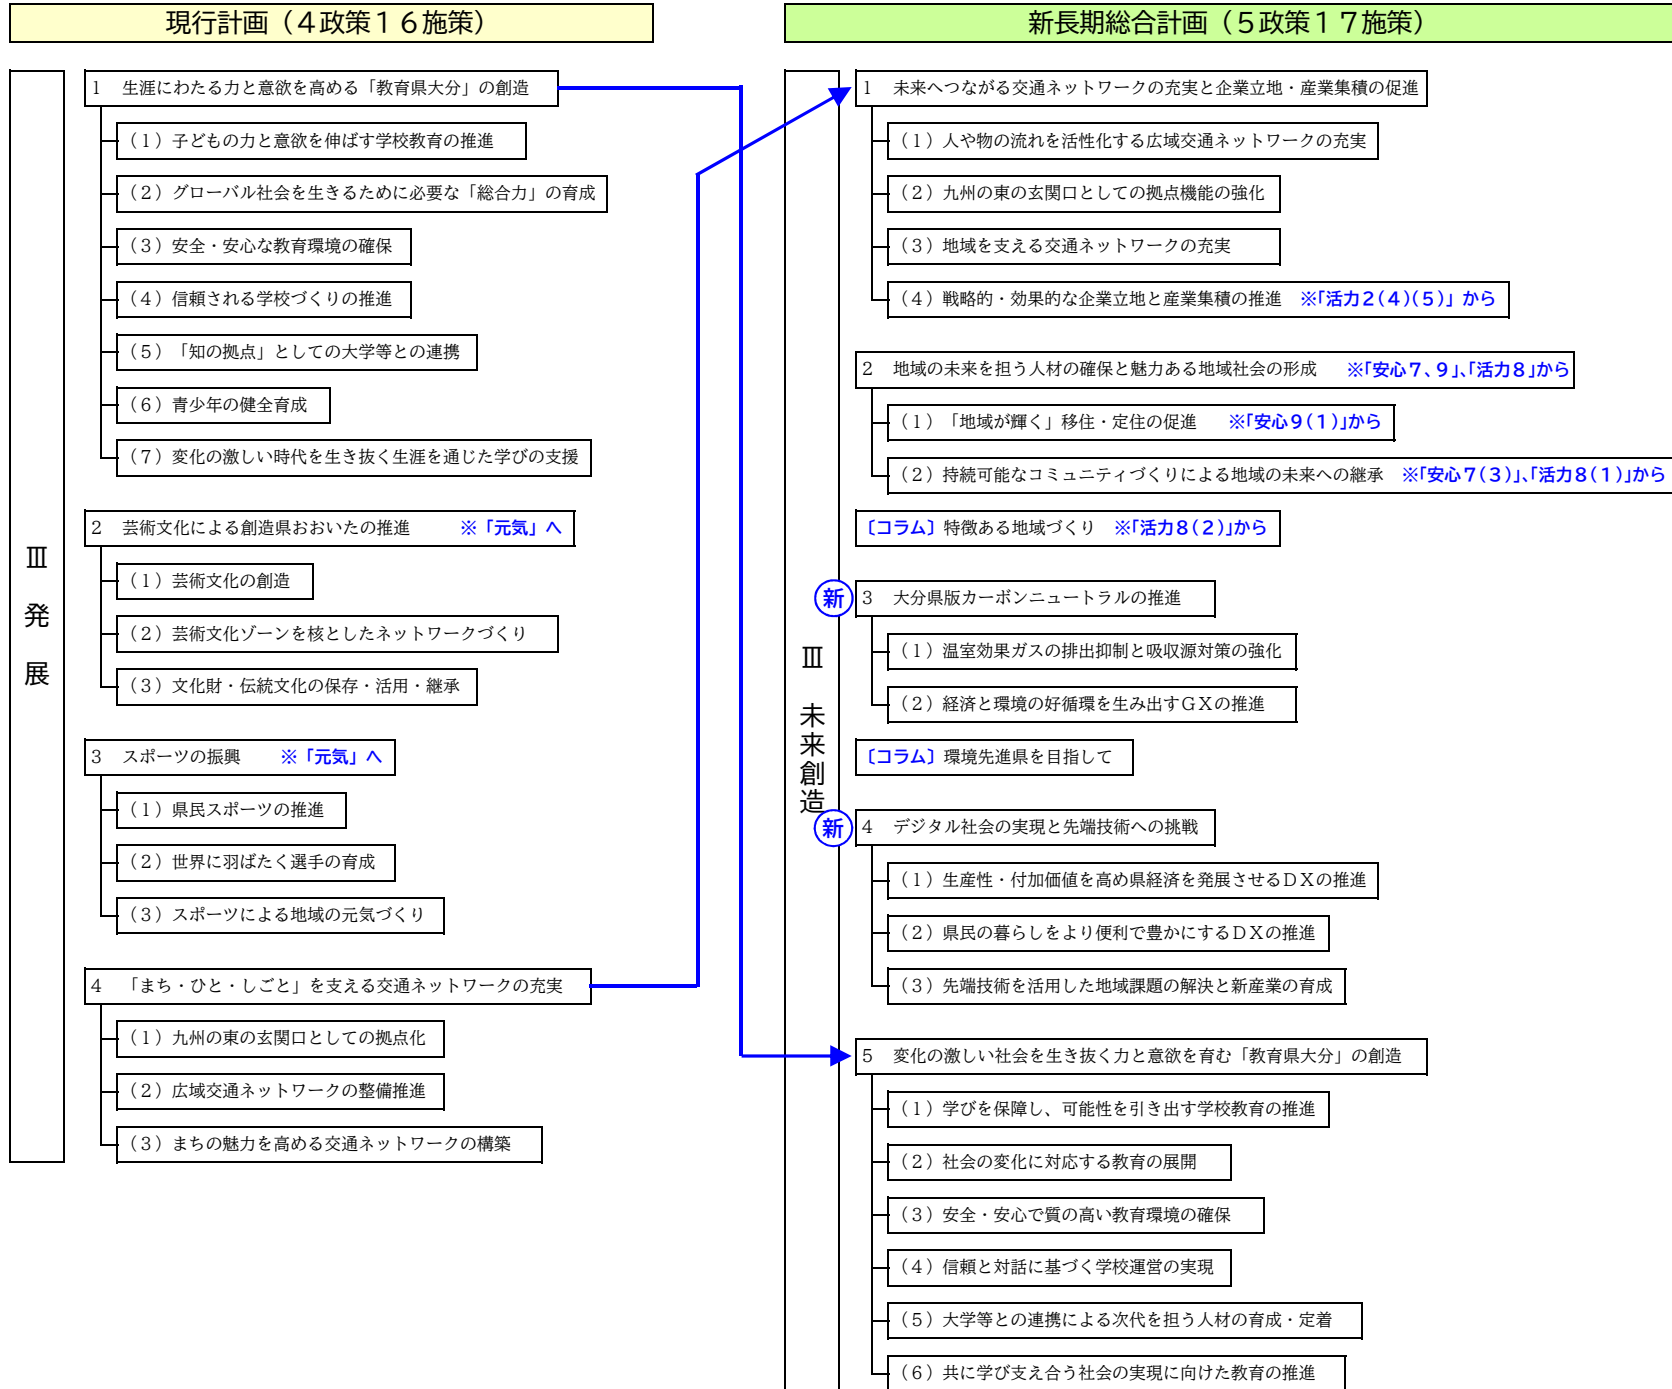 現行計画（４政策１６施策）
Ⅲ 発展
1 生涯にわたる力と意欲を高める「教育県大分」の創造
（1）子どもの力と意欲を伸ばす学校教育の推進
（2）グローバル社会を生きるために必要な「総合力」の育成
（3）安全・安心な教育環境の確保
（4）信頼される学校づくりの推進
（5）「知の拠点」としての大学等との連携
（6）青少年の健全育成
（7）変化の激しい時代を生き抜く生涯を通じた学びの支援
2 芸術文化による創造県おおいたの推進 ※「元気」へ
（1）芸術文化の創造
（2）芸術文化ゾーンを核としたネットワークづくり
（3）文化財・伝統文化の保存・活用・継承
3 スポーツの振興 ※「元気」へ
（1）県民スポーツの推進
（2）世界に羽ばたく選手の育成
（3）スポーツによる地域の元気づくり
4 「まち・ひと・しごと」を支える交通ネットワークの充実
（1）九州の東の玄関口としての拠点化
（2）広域交通ネットワークの整備推進
（3）まちの魅力を高める交通ネットワークの構築
新長期総合計画（５政策１７施策）
Ⅲ 未来創造
1 未来へつながる交通ネットワークの充実と企業立地・産業集積の促進
（1）人や物の流れを活性化する広域交通ネットワークの充実
（2）九州の東の玄関口としての拠点機能の強化
（3）地域を支える交通ネットワークの充実
（4）戦略的・効果的な企業立地と産業集積の推進 ※「活力２(４)(５)」から
2 地域の未来を担う人材の確保と魅力ある地域社会の形成 ※「安心７、９」、「活力８」から
（1）「地域が輝く」移住・定住の促進 ※「安心９(１)」から
（2）持続可能なコミュニティづくりによる地域の未来への継承 ※「安心７(３)」、「活力８(１)」から
〔コラム〕特徴ある地域づくり ※「活力８(２)」から
新 3 大分県版カーボンニュートラルの推進
（1）温室効果ガスの排出抑制と吸収源対策の強化
（2）経済と環境の好循環を生み出すＧＸの推進
〔コラム〕環境先進県を目指して
新 4 デジタル社会の実現と先端技術への挑戦
（1）生産性・付加価値を高め県経済を発展させるＤＸの推進
（2）県民の暮らしをより便利で豊かにするＤＸの推進
（3）先端技術を活用した地域課題の解決と新産業の育成
5 変化の激しい社会を生き抜く力と意欲を育む「教育県大分」の創造
（1）学びを保障し、可能性を引き出す学校教育の推進
（2）社会の変化に対応する教育の展開
（3）安全・安心で質の高い教育環境の確保
（4）信頼と対話に基づく学校運営の実現
（5）大学等との連携による次代を担う人材の育成・定着
（6）共に学び支え合う社会の実現に向けた教育の推進